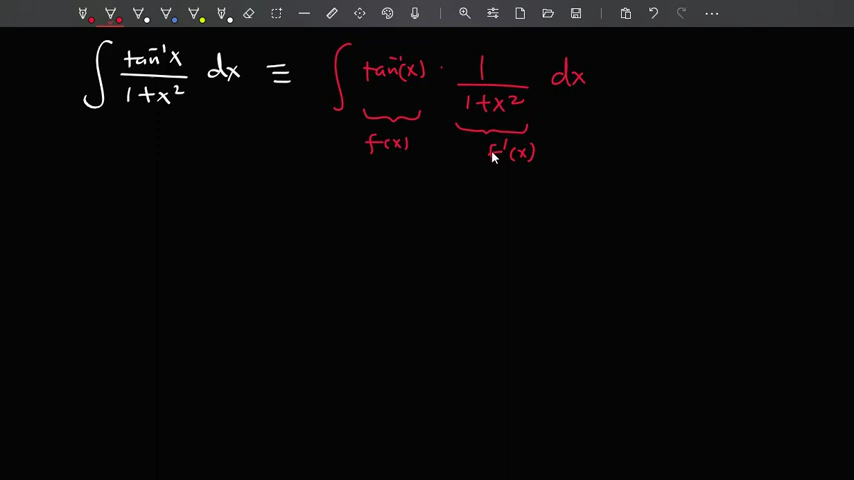 ∫ tan⁻¹x / 1+x² dx ≡ ∫ tan⁻¹(x) · 1 / 1+x² dx
f(x) f'(x)